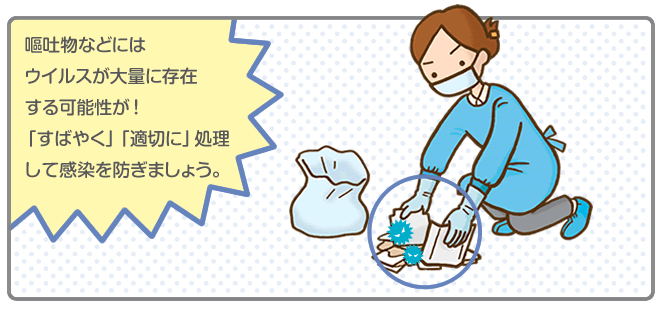 嘔吐物などには
ウイルスが大量に存在
する可能性が！
「すばやく」「適切に」処理
して感染を防ぎましょう。